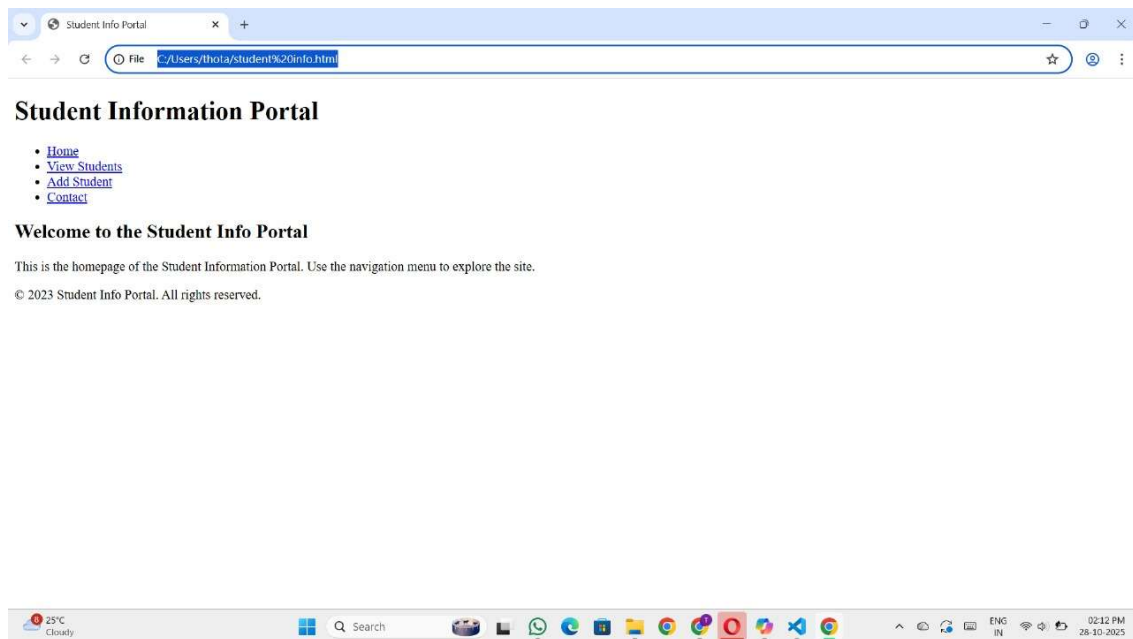 Student Info Portal
File C:/Users/thota/student%20info.html
Student Information Portal
Home
View Students
Add Student
Contact
Welcome to the Student Info Portal
This is the homepage of the Student Information Portal. Use the navigation menu to explore the site.
© 2023 Student Info Portal. All rights reserved.
8
25°C
Cloudy
Search
ENG
IN
02:12 PM
28-10-2025